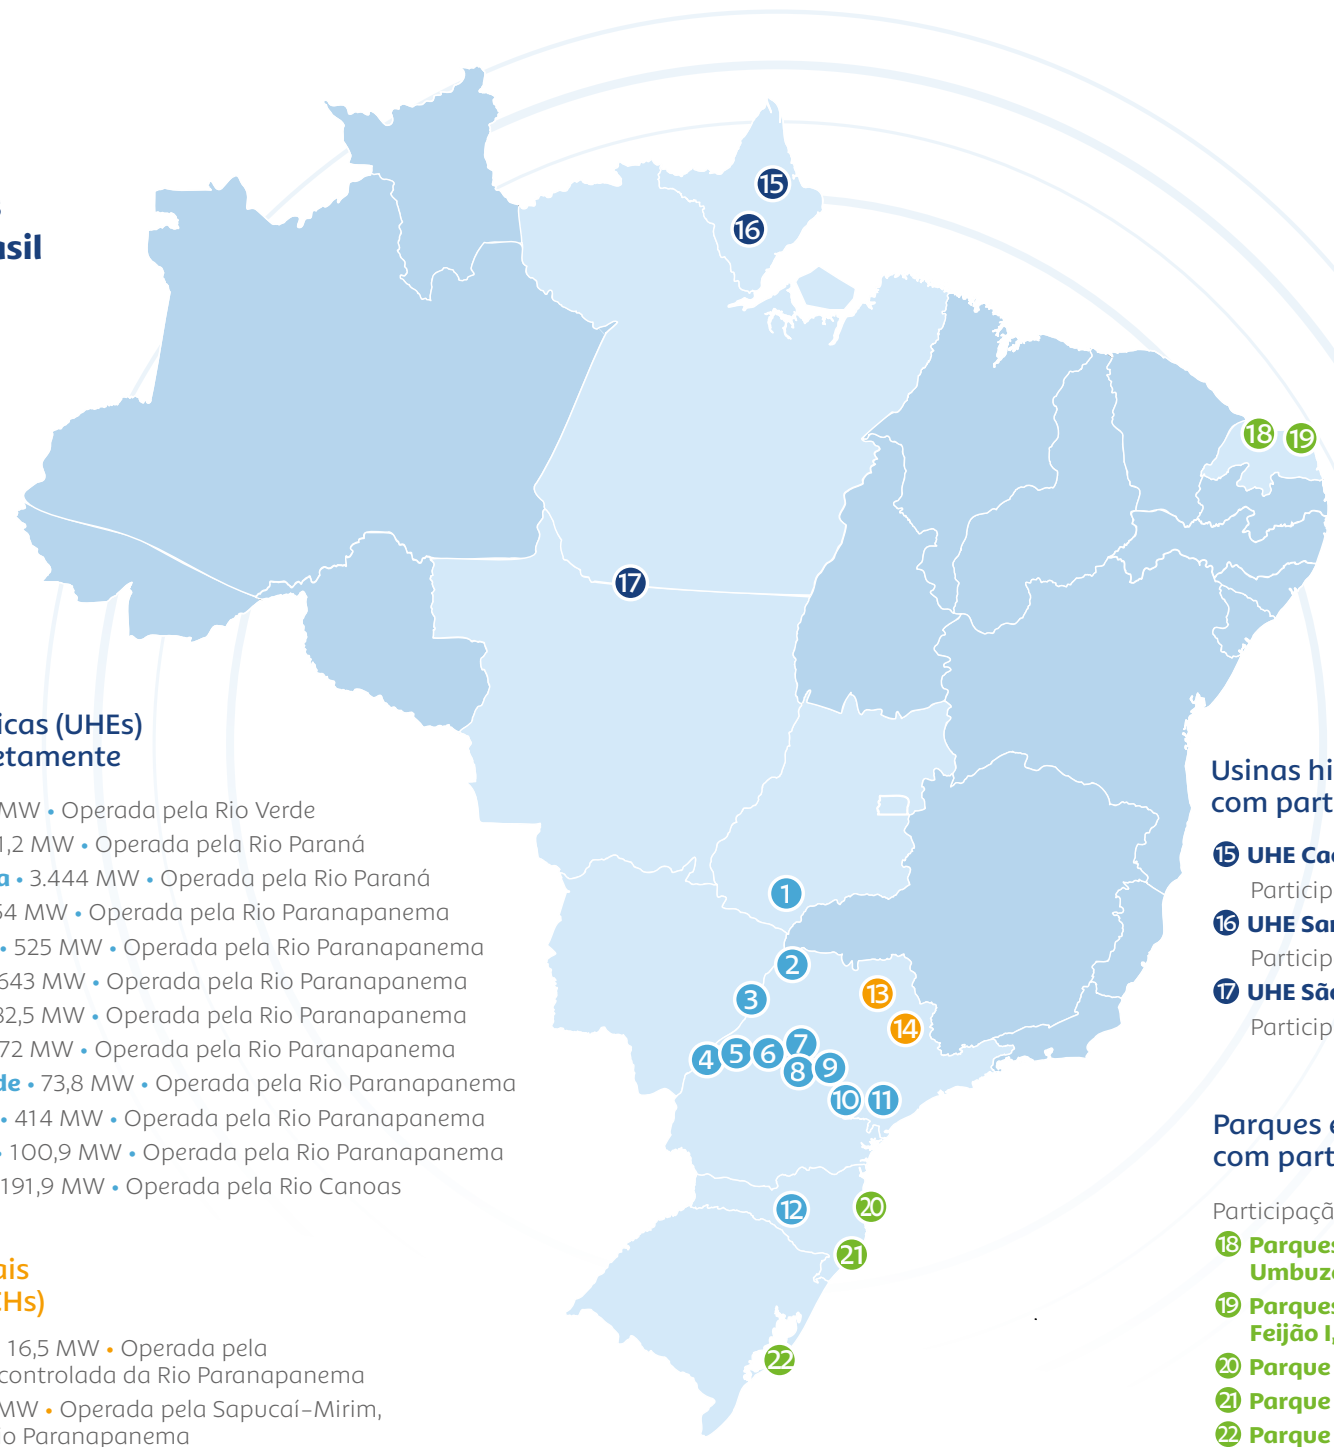 asil
icas (UHEs)
etamente
MW • Operada pela Rio Verde
1,2 MW • Operada pela Rio Paraná
a • 3.444 MW • Operada pela Rio Paraná
54 MW • Operada pela Rio Paranapanema
• 525 MW • Operada pela Rio Paranapanema
643 MW • Operada pela Rio Paranapanema
82,5 MW • Operada pela Rio Paranapanema
72 MW • Operada pela Rio Paranapanema
de • 73,8 MW • Operada pela Rio Paranapanema
• 414 MW • Operada pela Rio Paranapanema
• 100,9 MW • Operada pela Rio Paranapanema
191,9 MW • Operada pela Rio Canoas
ais
CHs)
16,5 MW • Operada pela
controlada da Rio Paranapanema
MW • Operada pela Sapucaí-Mirim,
io Paranapanema
15
16
18
19
17
1
2
3
13
14
4
5
6
7
8
9
10
11
12
20
21
22
Usinas hi
com part
15 UHE Cac
Particip
16 UHE San
Particip
17 UHE São
Particip
Parques e
com part
Participaçã
18 Parques
Umbuza
19 Parques
Feijão I,
20 Parque
21 Parque
22 Parque